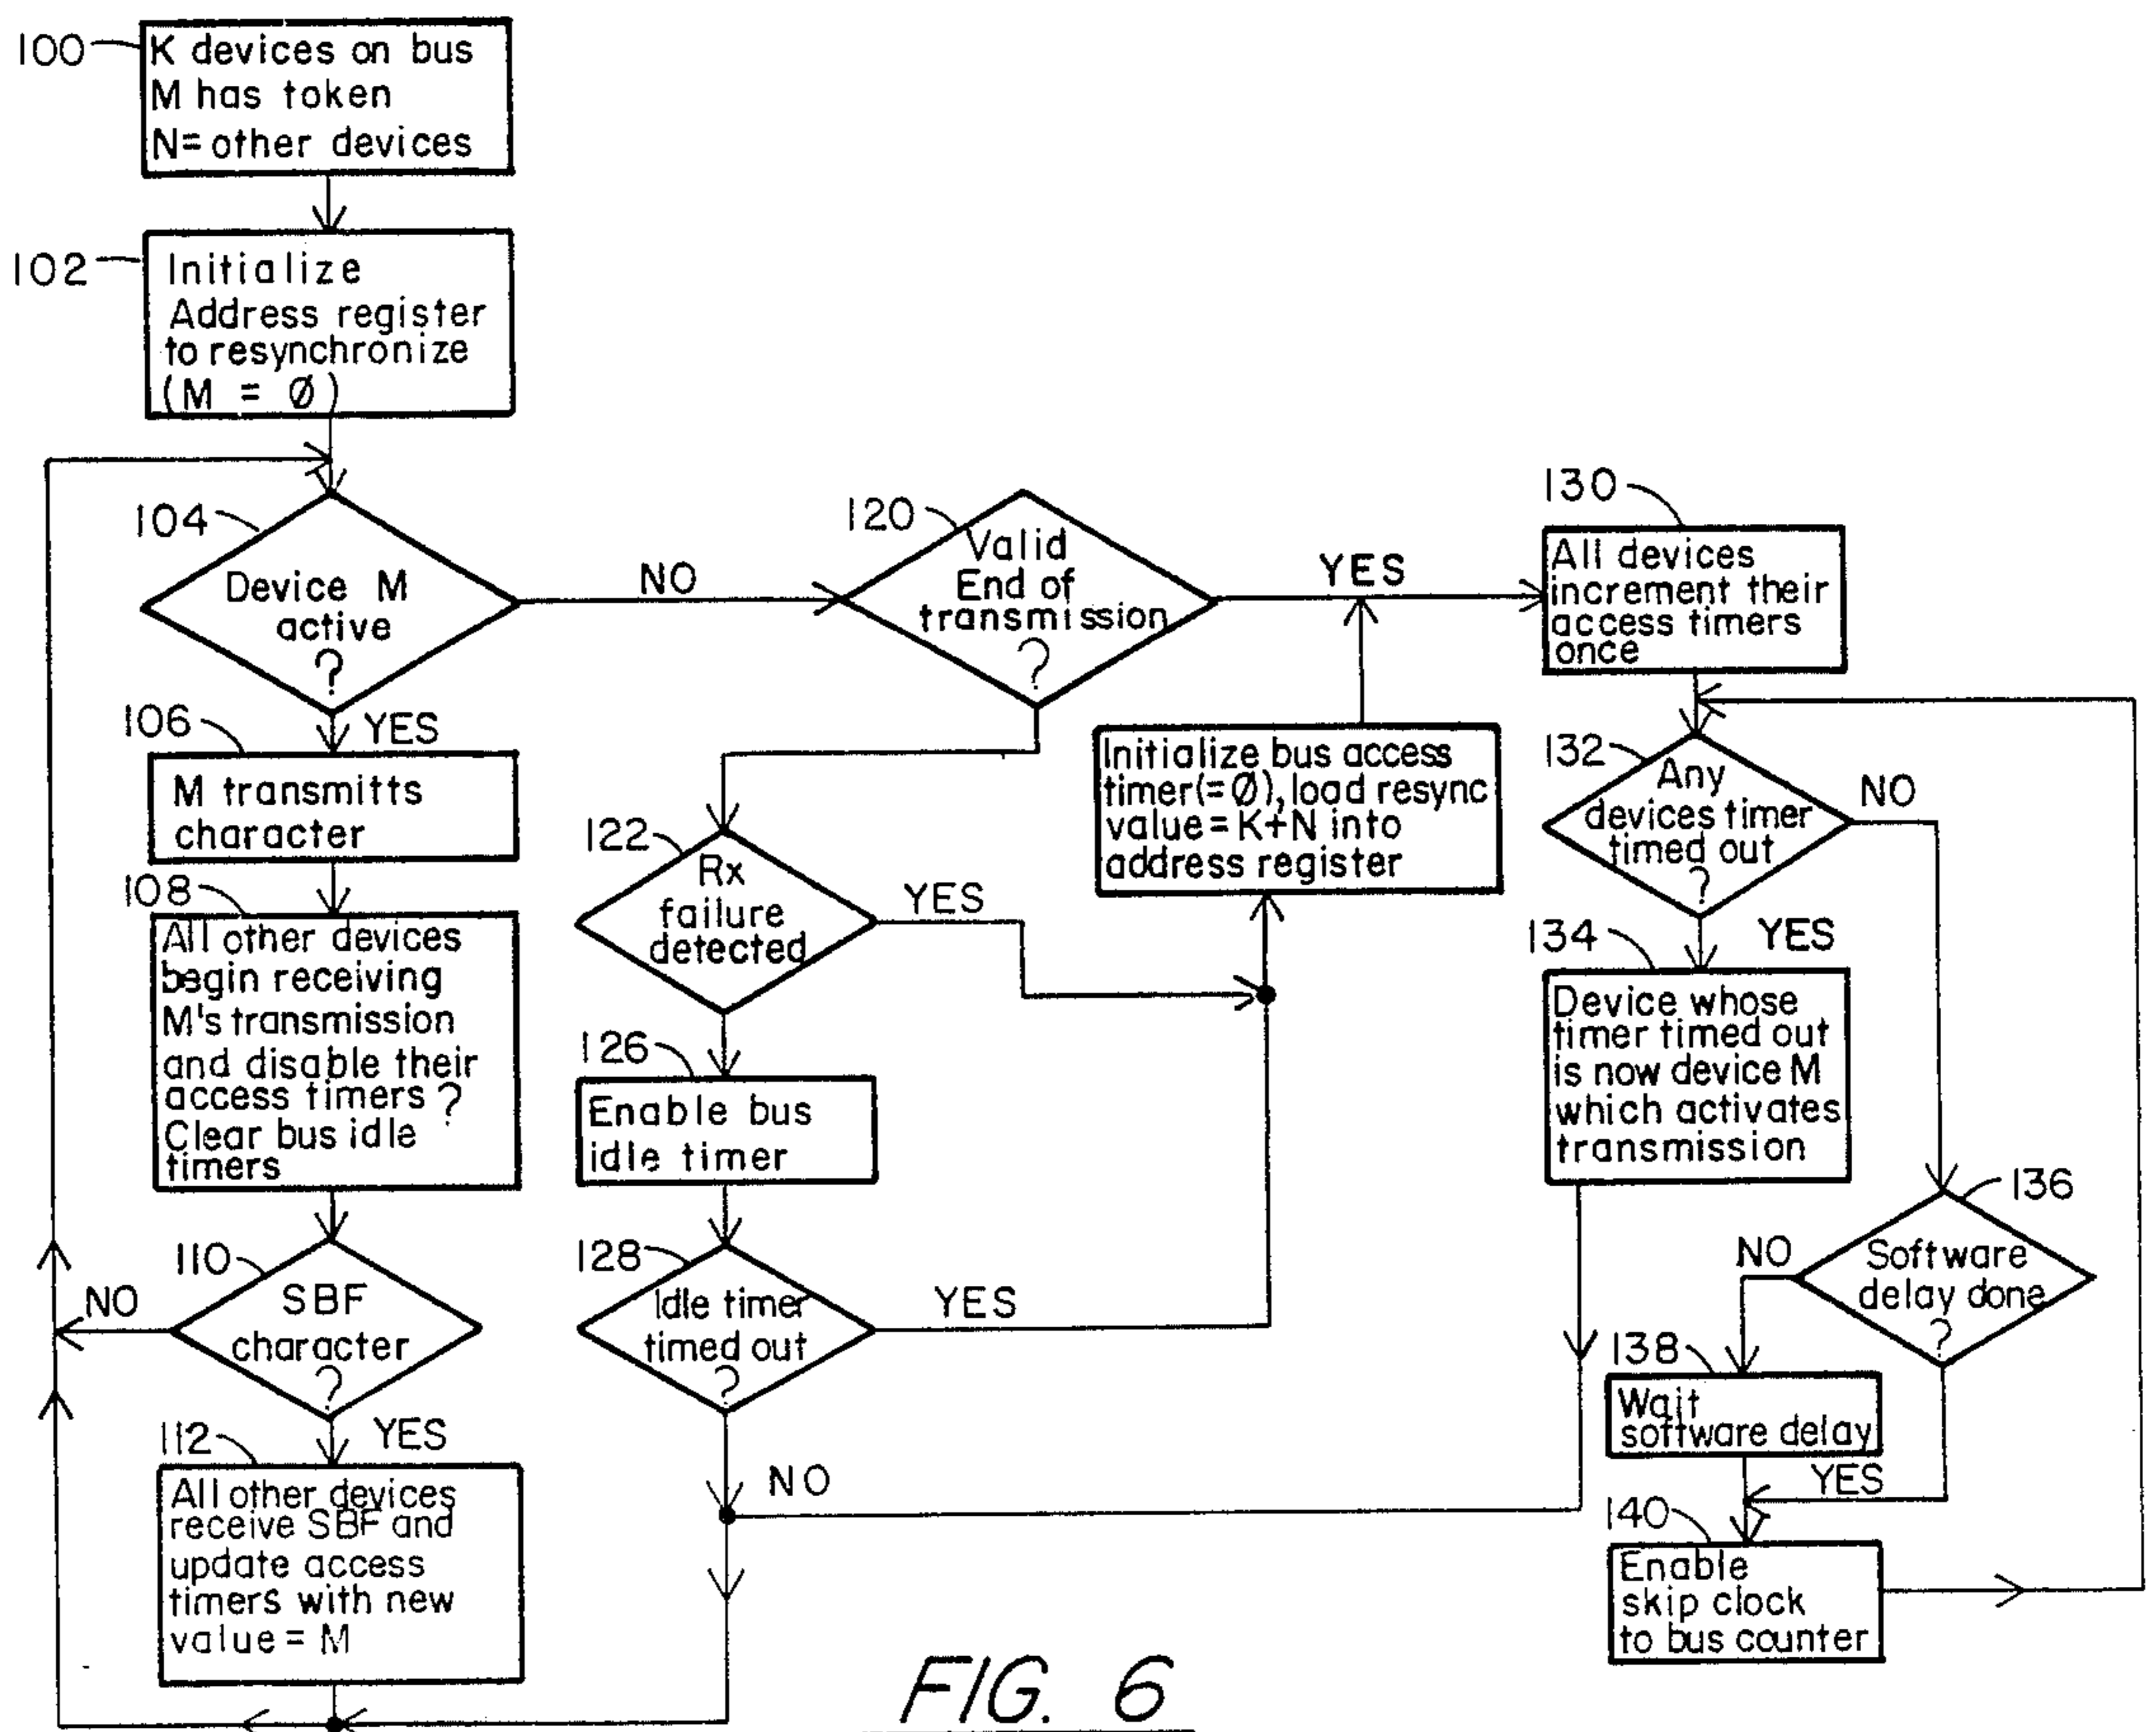 100
K devices on bus
M has token
N= other devices
102
Initialize
Address register
to resynchronize
(M = Ø)
104
Device M
active
?
NO
YES
106
M transmitts
character
108
All other devices
begin receiving
M's transmission
and disable their
access timers ?
Clear bus idle
timers
110
SBF
character
?
NO
YES
112
All other devices
receive SBF and
update access
timers with new
value = M
120
Valid
End of
transmission
?
YES
122
Rx
failure
detected
YES
Initialize bus access
timer(=Ø), load resync
value = K+N into
address register
126
Enable bus
idle timer
128
Idle timer
timed out
?
YES
NO
130
All devices
increment their
access timers
once
132
Any
devices timer
timed out
?
NO
YES
134
Device whose
timer timed out
is now device M
which activates
transmission
136
Software
delay done
?
NO
138
Wait
software delay
YES
140
Enable
skip clock
to bus counter
FIG. 6